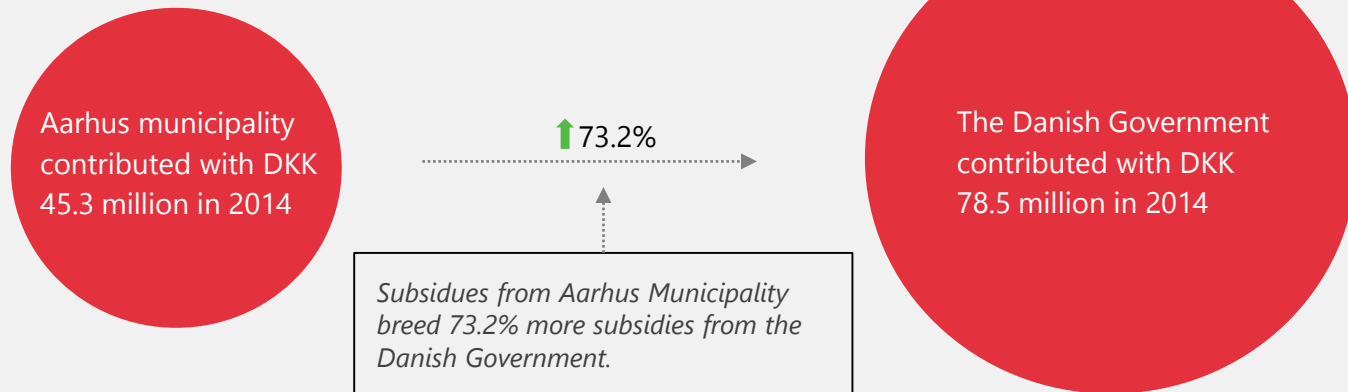 Aarhus municipality
contributed with DKK
45.3 million in 2014
73.2%
The Danish Government
contributed with DKK
78.5 million in 2014
Subsidues from Aarhus Municipality
breed 73.2% more subsidies from the
Danish Government.